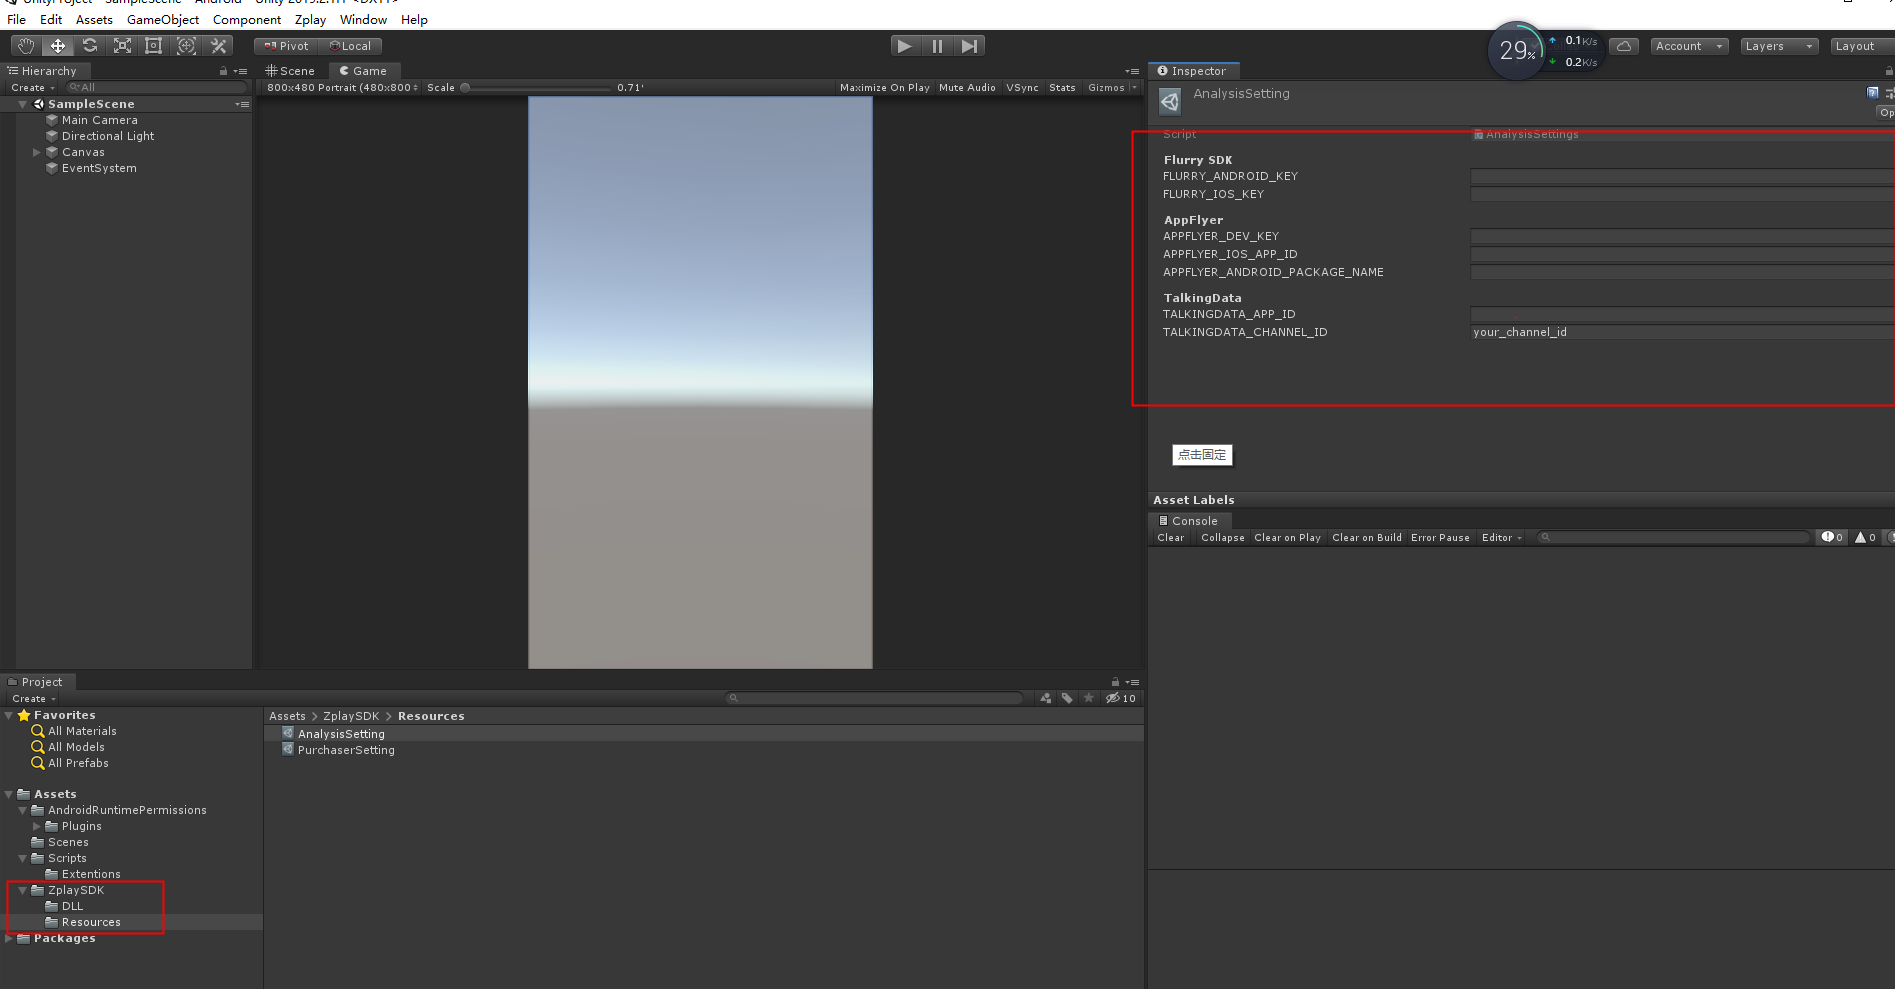 File Edit Assets GameObject Component Zplay Window Help
Pivot Local
29% 0.1K/s
0.2K/s
Account Layers Layout
Hierarchy
Create All
SampleScene
Main Camera
Directional Light
Canvas
EventSystem
Scene Game
800x480 Portrait (480x800 Scale 0.71 Maximize On Play Mute Audio VSync Stats Gizmos
Inspector
AnalysisSetting
Op
Script AnalysisSettings
Flurry SDK
FLURRY_ANDROID_KEY
FLURRY_IOS_KEY
AppFlyer
APPFLYER_DEV_KEY
APPFLYER_IOS_APP_ID
APPFLYER_ANDROID_PACKAGE_NAME
TalkingData
TALKINGDATA_APP_ID
TALKINGDATA_CHANNEL_ID your_channel_id
点击固定
Asset Labels
Console
Clear Collapse Clear on Play Clear on Build Error Pause Editor 0 0
Project
Create 10
Favorites
All Materials
All Models
All Prefabs
Assets
AndroidRuntimePermissions
Plugins
Scenes
Scripts
Extentions
ZplaySDK
DLL
Resources
Packages
Assets > ZplaySDK > Resources
AnalysisSetting
PurchaserSetting